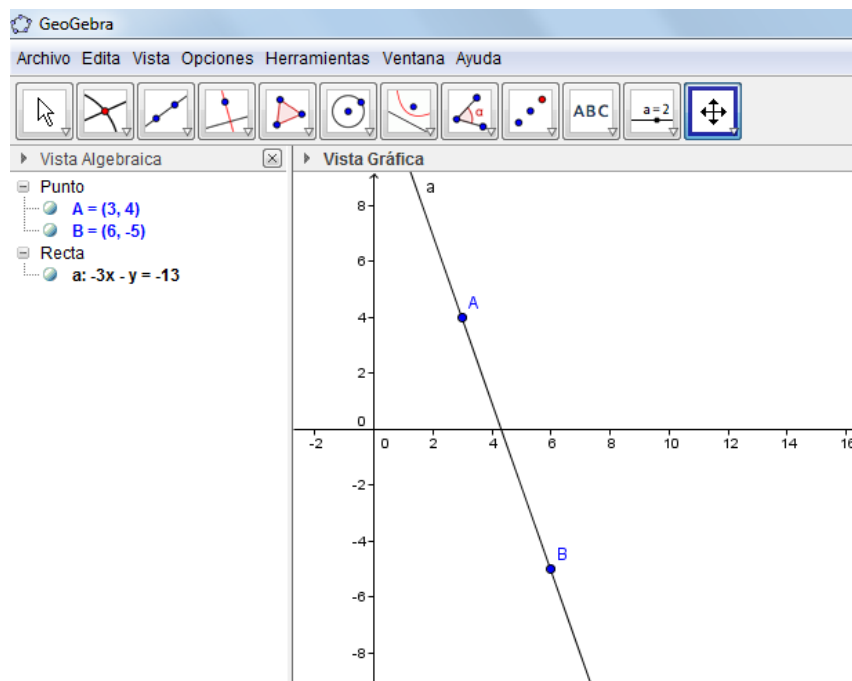 GeoGebra
Archivo Edita Vista Opciones Herramientas Ventana Ayuda
α ABC a = 2
Vista Algebraica
Vista Gráfica
Punto
A = (3, 4)
B = (6, -5)
Recta
a: -3x - y = -13
a
8
6
A
4
2
0
-2 0 2 4 6 8 10 12 14 16
-2
-4
B
-6
-8